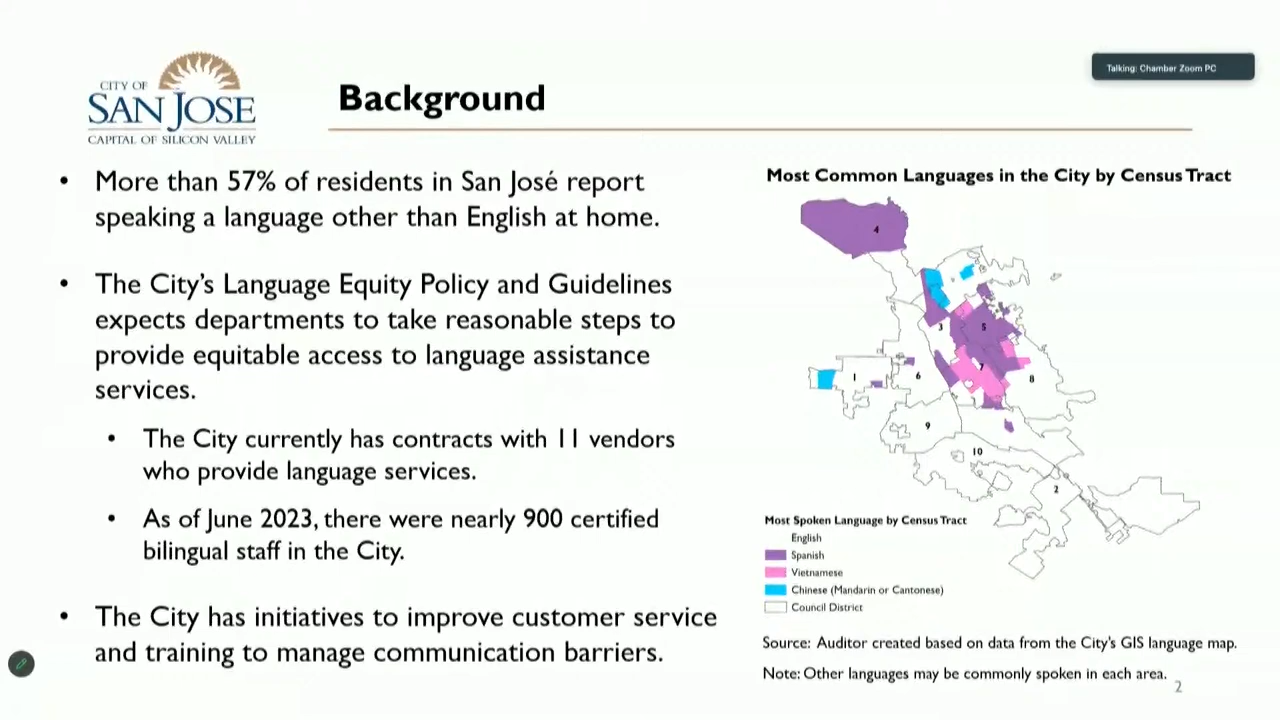 CITY OF
SAN JOSE
CAPITAL OF SILICON VALLEY
Background
Talking: Chamber Zoom PC
• More than 57% of residents in San José report
speaking a language other than English at home.
• The City's Language Equity Policy and Guidelines
expects departments to take reasonable steps to
provide equitable access to language assistance
services.
• The City currently has contracts with 11 vendors
who provide language services.
• As of June 2023, there were nearly 900 certified
bilingual staff in the City.
• The City has initiatives to improve customer service
and training to manage communication barriers.
Most Common Languages in the City by Census Tract
4
5
3
7
1
6
8
9
10
2
Most Spoken Language by Census Tract
English
Spanish
Vietnamese
Chinese (Mandarin or Cantonese)
Council District
Source: Auditor created based on data from the City's GIS language map.
Note: Other languages may be commonly spoken in each area.
2